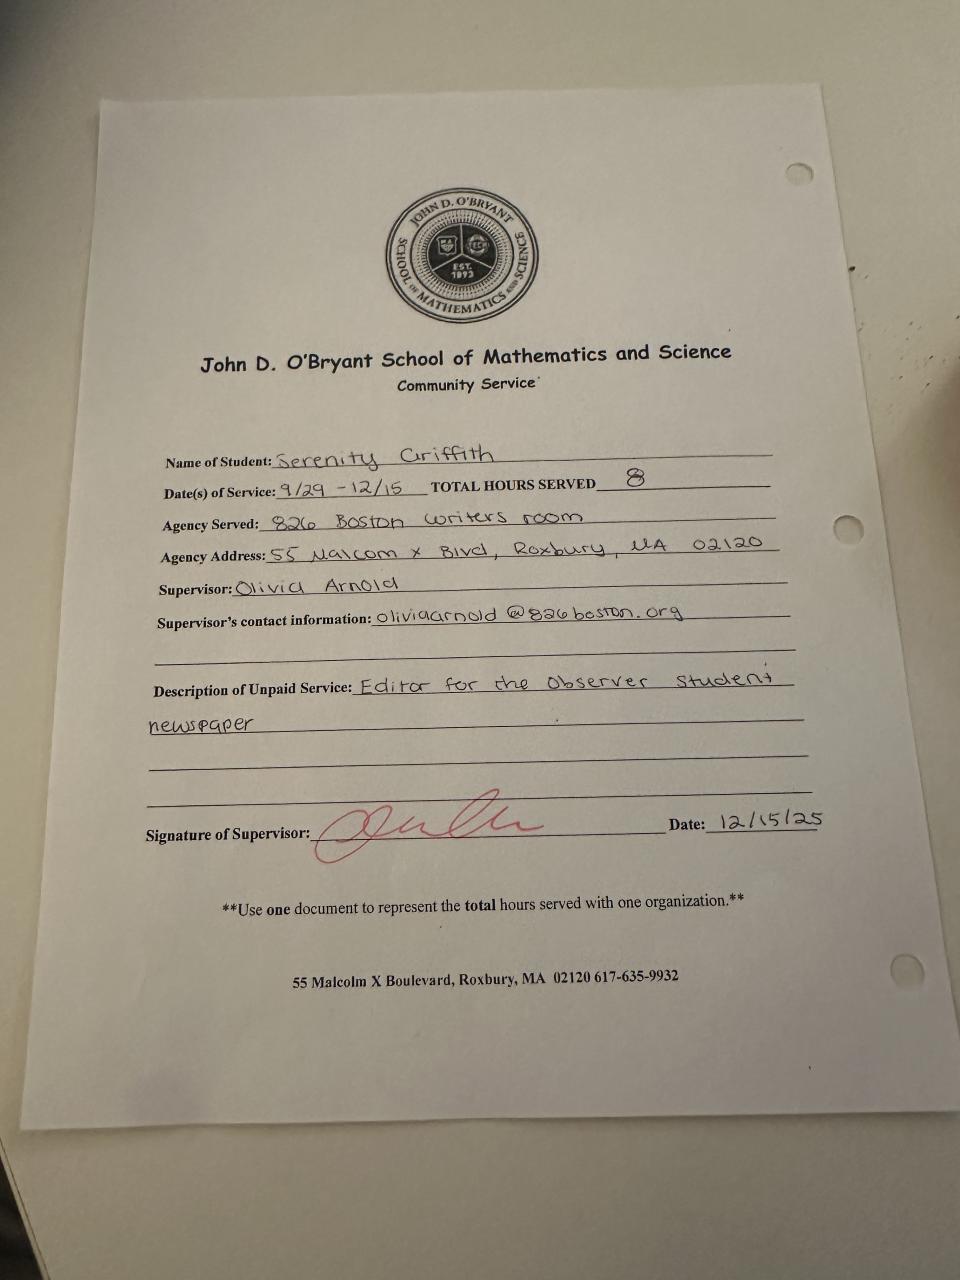 JOHN D. O'BRYANT
SCHOOL OF MATHEMATICS AND SCIENCE
EST.
1893
John D. O'Bryant School of Mathematics and Science
Community Service
Name of Student: Serenity Griffith
Date(s) of Service: 9/29 - 12/15 TOTAL HOURS SERVED 8
Agency Served: 826 Boston writers room
Agency Address: 55 Malcom X Blvd, Roxbury, MA 02120
Supervisor: Olivia Arnold
Supervisor's contact information: oliviaarnold@826boston.org
Description of Unpaid Service: Editor for the Observer student
newspaper
Signature of Supervisor: Date: 12/15/25
**Use one document to represent the total hours served with one organization.**
55 Malcolm X Boulevard, Roxbury, MA 02120 617-635-9932